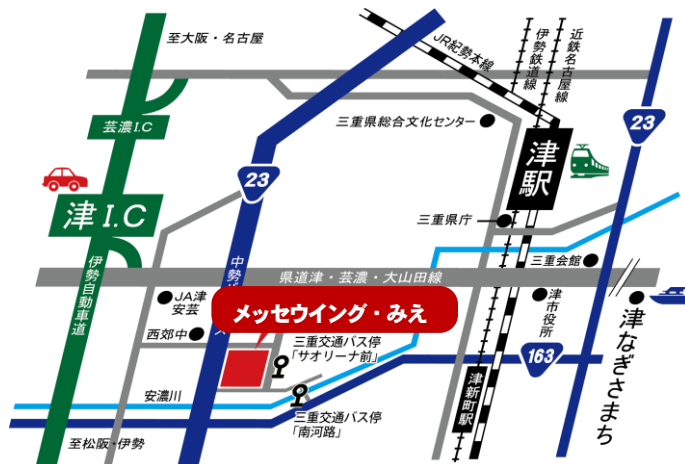 至大阪・名古屋
JR紀勢本線
伊勢鉄道線
近鉄名古屋線
芸濃I.C
三重県総合文化センター
23
津駅
23
津I.C
三重県庁
三重会館
伊勢自動車道
県道津・芸濃・大山田線
JA津
安芸
西郊中
メッセウイング・みえ
津市役所
津なぎさまち
三重交通バス停
「サオリーナ前」
163
安濃川
津新町駅
三重交通バス停
「南河路」
至松阪・伊勢